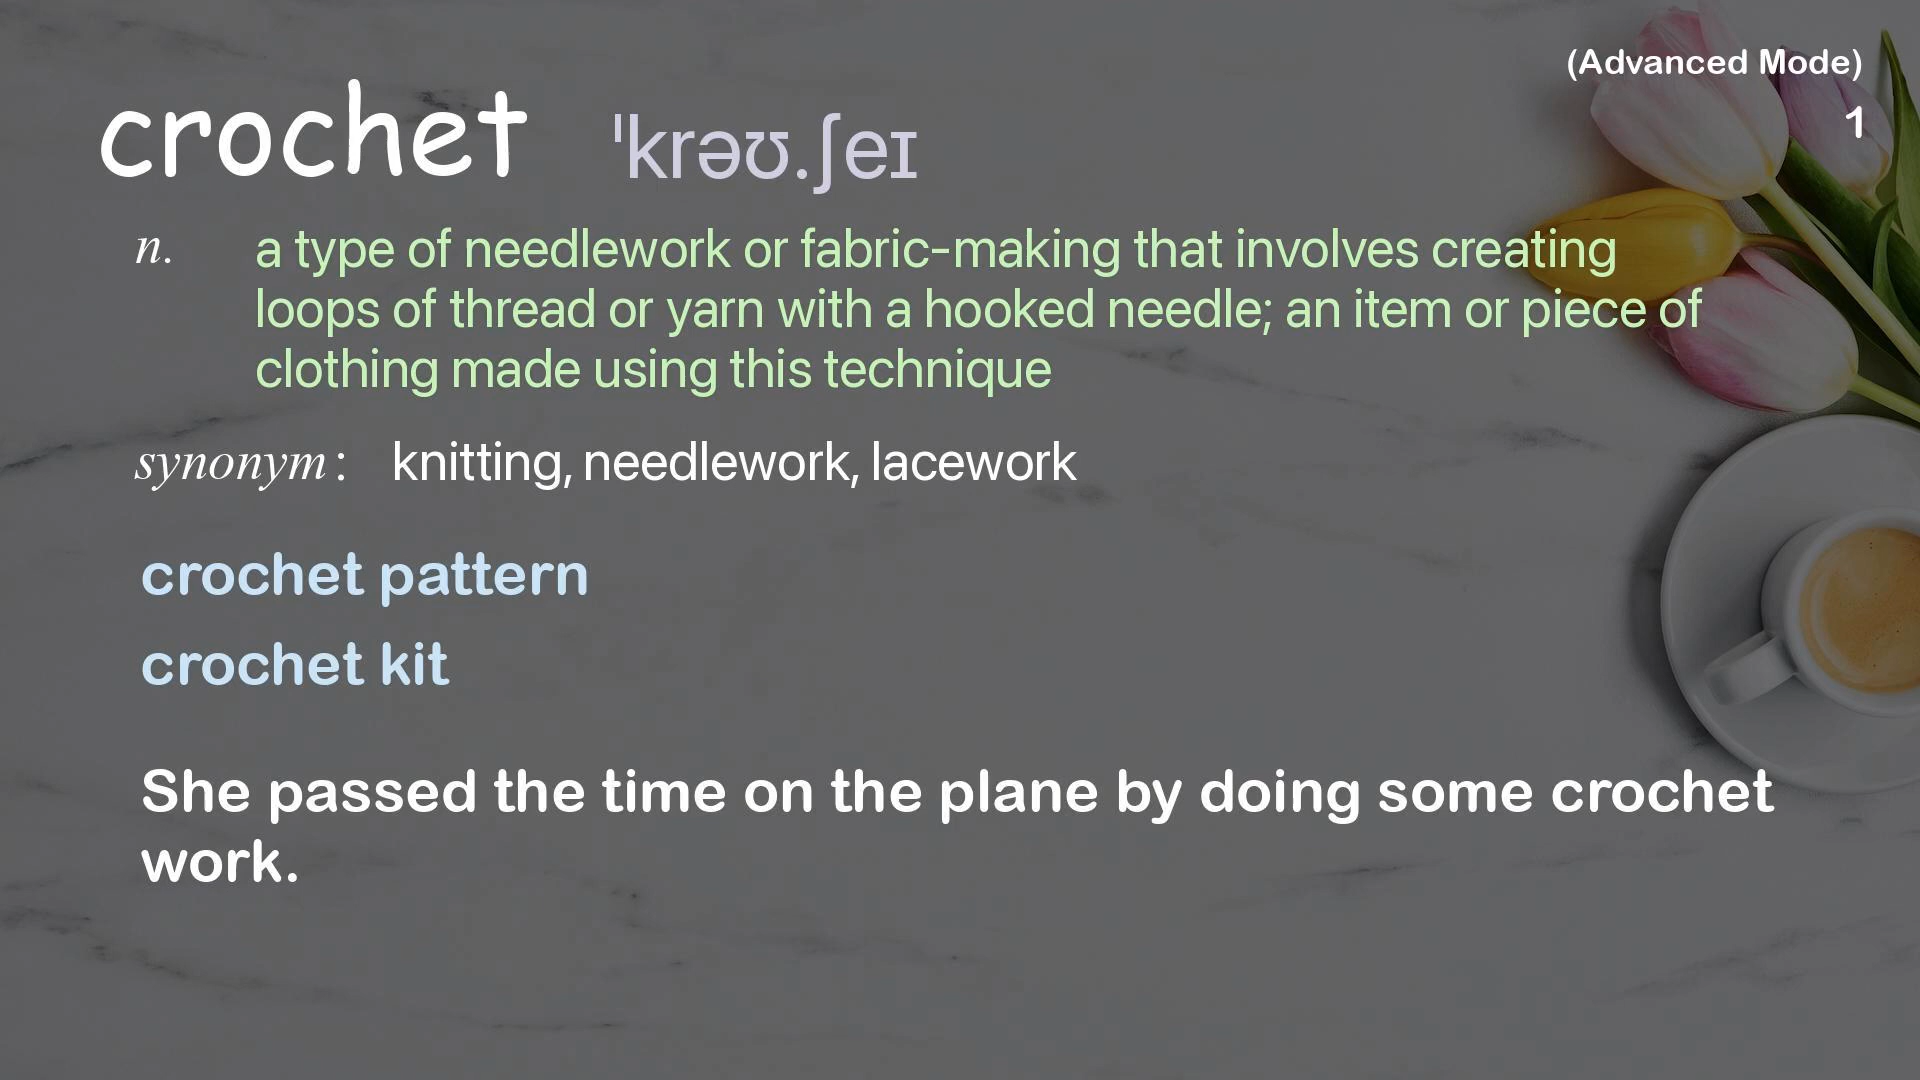 (Advanced Mode)
1
crochet ˈkrəʊ.ʃeɪ
n. a type of needlework or fabric-making that involves creating
loops of thread or yarn with a hooked needle; an item or piece of
clothing made using this technique
synonym: knitting, needlework, lacework
crochet pattern
crochet kit
She passed the time on the plane by doing some crochet
work.